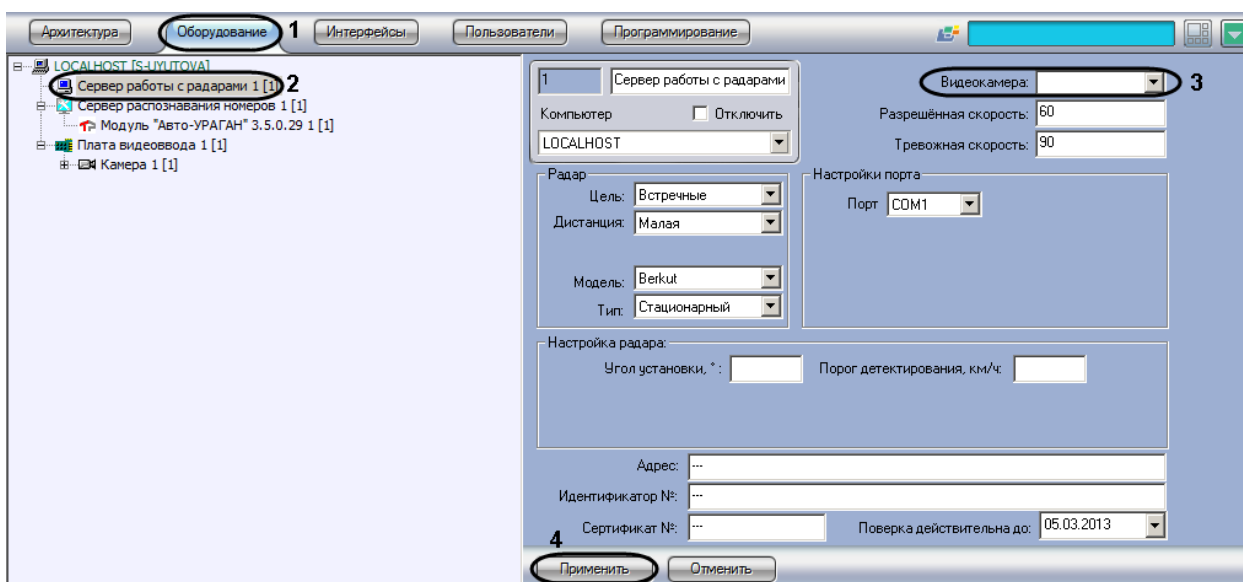 Архитектура Оборудование 1 Интерфейсы Пользователи Программирование
LOCALHOST [S-UYUTOVA]
Сервер работы с радарами 1 [1] 2
Сервер распознавания номеров 1 [1]
Модуль "Авто-УРАГАН" 3.5.0.29 1 [1]
Плата видеоввода 1 [1]
Камера 1 [1]
1 Сервер работы с радарами
Видеокамера: 3
Компьютер Отключить
Разрешённая скорость: 60
LOCALHOST
Тревожная скорость: 90
Радар
Цель: Встречные
Дистанция: Малая
Модель: Berkut
Тип: Стационарный
Настройки порта
Порт COM1
Настройка радара:
Угол установки, ° : Порог детектирования, км/ч:
Адрес: ---
Идентификатор №: ---
Сертификат №: --- Поверка действительна до: 05.03.2013
4
Применить Отменить